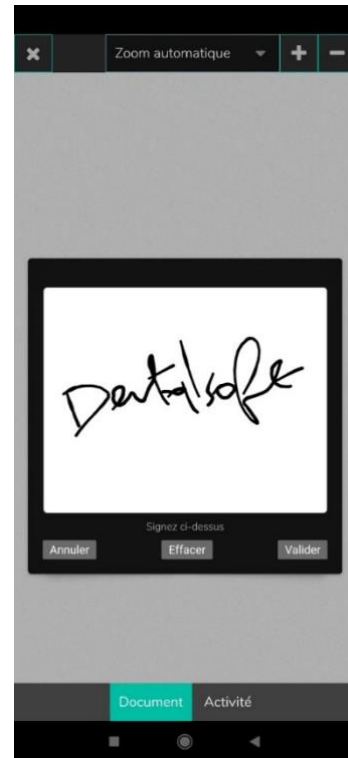 Zoom automatique
Dentalsoft
Signez ci-dessus
Annuler Effacer Valider
Document Activité